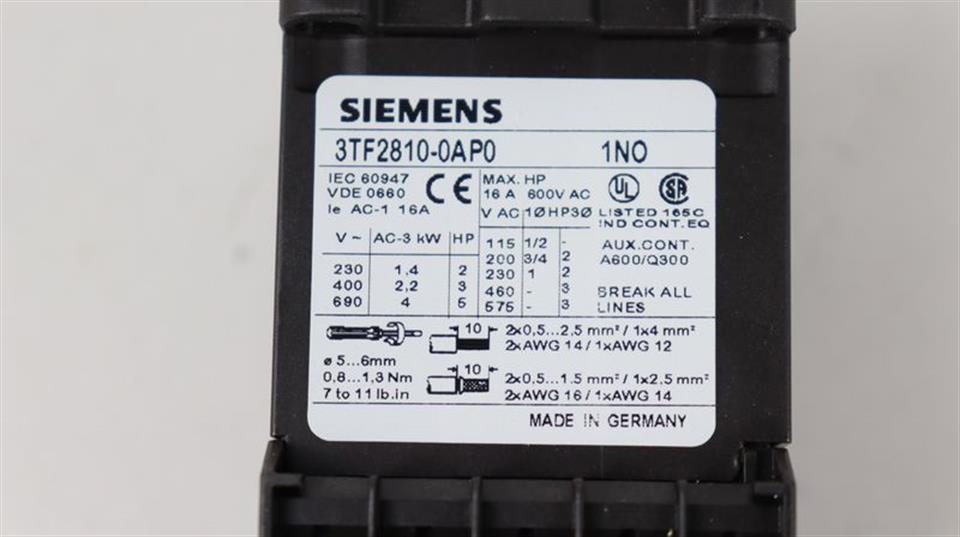 SIEMENS
3TF2810-0AP0 1NO
IEC 60947
VDE 0660
CE
Ie AC-1 16A
V ~ AC-3 kW HP
230 1,4 2
400 2,2 3
690 4 5
MAX. HP
16 A 600V AC
V AC 1ØHP3Ø
115 1/2 -
200 3/4 2
230 1 2
460 - 3
575 - 3
UL SA
LISTED 165C
IND CONT.EQ
AUX.CONT.
A600/Q300
BREAK ALL
LINES
ø 5...6mm
0,8...1,3 Nm
7 to 11 lb.in
10 2x0,5...2.5 mm² / 1x4 mm²
2xAWG 14 / 1xAWG 12
10 2x0,5...1.5 mm² / 1x2,5 mm²
2xAWG 16 / 1xAWG 14
MADE IN GERMANY